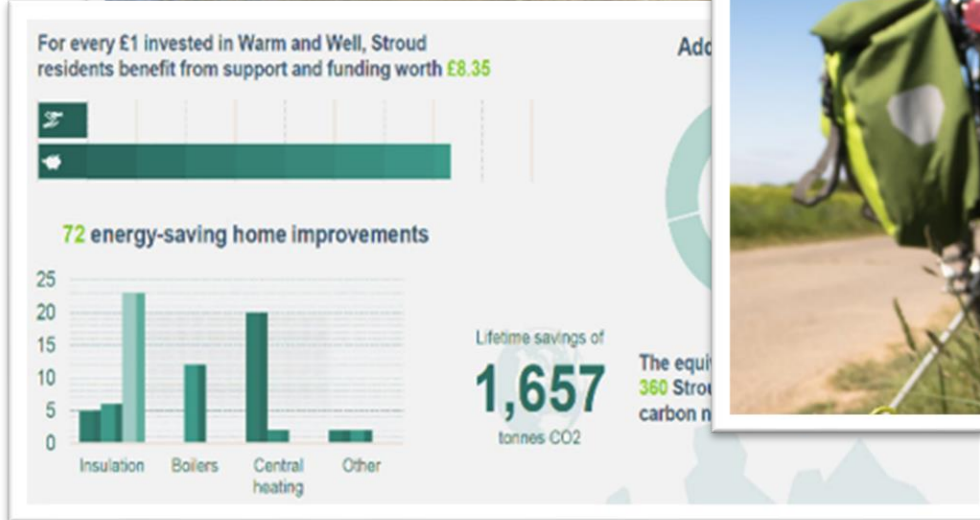 For every £1 invested in Warm and Well, Stroud
residents benefit from support and funding worth £8.35
Add
72 energy-saving home improvements
25
20
15
10
5
0
Insulation
Boilers
Central
heating
Other
Lifetime savings of
1,657
tonnes CO2
The equi
360 Strou
carbon n